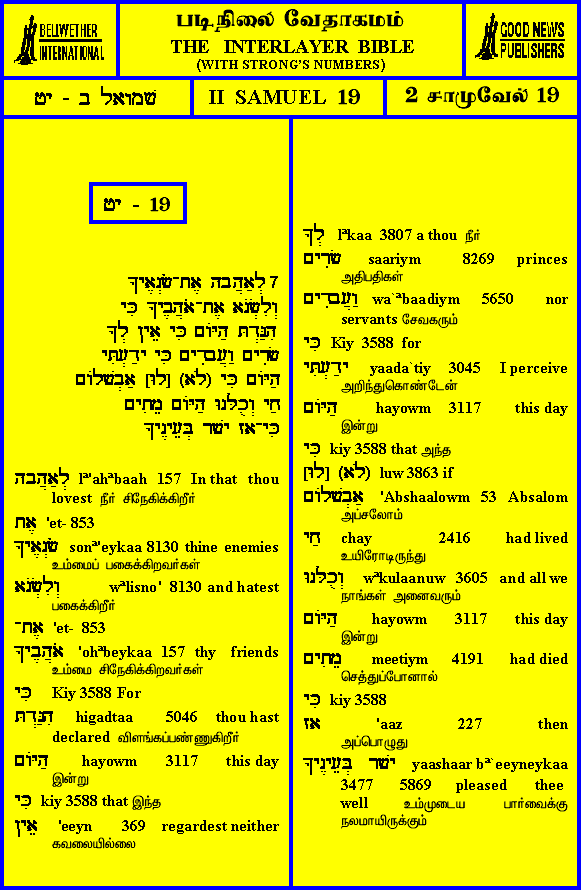 BELLWETHER
INTERNATIONAL
படிநிலை வேதாகமம்
THE INTERLAYER BIBLE
(WITH STRONG'S NUMBERS)
GOOD NEWS
PUBLISHERS
שמואל ב - יט
II SAMUEL 19
2 சாமுவேல் 19
יט - 19
7 לְאַהֲבָה אֶת־שֹׂנְאֶיךָ
וְלִשְׂנֹא אֶת־אֹהֲבֶיךָ כִּי
הִגַּדְתָּ הַיּוֹם כִּי אֵין לְךָ
שָׂרִים וַעֲבָדִים כִּי יָדַעְתִּי
הַיּוֹם כִּי (לֹא) [לוּ] אַבְשָׁלוֹם
חַי וְכֻלָּנוּ הַיּוֹם מֵתִים
כִּי־אָז יָשָׁר בְּעֵינֶיךָ
לְאַהֲבָה lᵊ'ahᵃbaah 157 In that thou
lovest நீர் சிநேகிக்கிறீர்
אֶת 'et- 853
שֹׂנְאֶיךָ sonᵊ'eykaa 8130 thine enemies
உம்மைப் பகைக்கிறவர்கள்
וְלִשְׂנֹא wᵊlisno' 8130 and hatest
பகைக்கிறீர்
אֶת־ 'et- 853
אֹהֲבֶיךָ 'ohᵃbeykaa 157 thy friends
உம்மை சிநேகிக்கிறவர்கள்
כִּי Kiy 3588 For
הִגַּדְתָּ higadtaa 5046 thou hast
declared விளங்கப்பண்ணுகிறீர்
הַיּוֹם hayowm 3117 this day
இன்று
כִּי kiy 3588 that இந்த
אֵין 'eeyn 369 regardest neither
கவலையில்லை
לְךָ lᵊkaa 3807 a thou நீர்
שָׂרִים saariym 8269 princes
அதிபதிகள்
וַעֲבָדִים wa`ᵃbaadiym 5650 nor
servants சேவகரும்
כִּי Kiy 3588 for
יָדַעְתִּי yaada`tiy 3045 I perceive
அறிந்துகொண்டேன்
הַיּוֹם hayowm 3117 this day
இன்று
כִּי kiy 3588 that அந்த
(לֹא) [לוּ] luw 3863 if
אַבְשָׁלוֹם 'Abshaalowm 53 Absalom
அப்சலோம்
חַי chay 2416 had lived
உயிரோடிருந்து
וְכֻלָּנוּ wᵊkulaanuw 3605 and all we
நாங்கள் அனைவரும்
הַיּוֹם hayowm 3117 this day
இன்று
מֵתִים meetiym 4191 had died
செத்துப்போனால்
כִּי kiy 3588
אָז 'aaz 227 then
அப்பொழுது
יָשָׁר בְּעֵינֶיךָ yaashaar bᵊ`eeyneykaa
3477 5869 pleased thee
well உம்முடைய பார்வைக்கு
நலமாயிருக்கும்